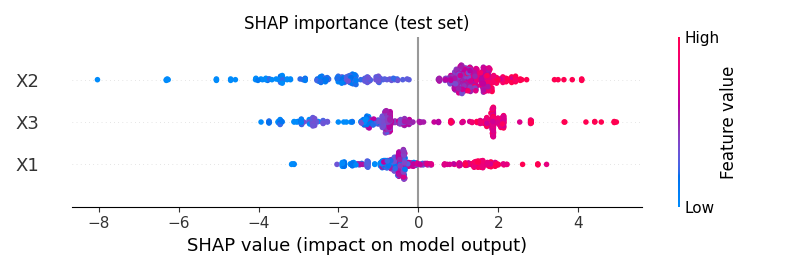 SHAP importance (test set)
High
X2
X3
X1
Feature value
Low
−8 −6 −4 −2 0 2 4
SHAP value (impact on model output)